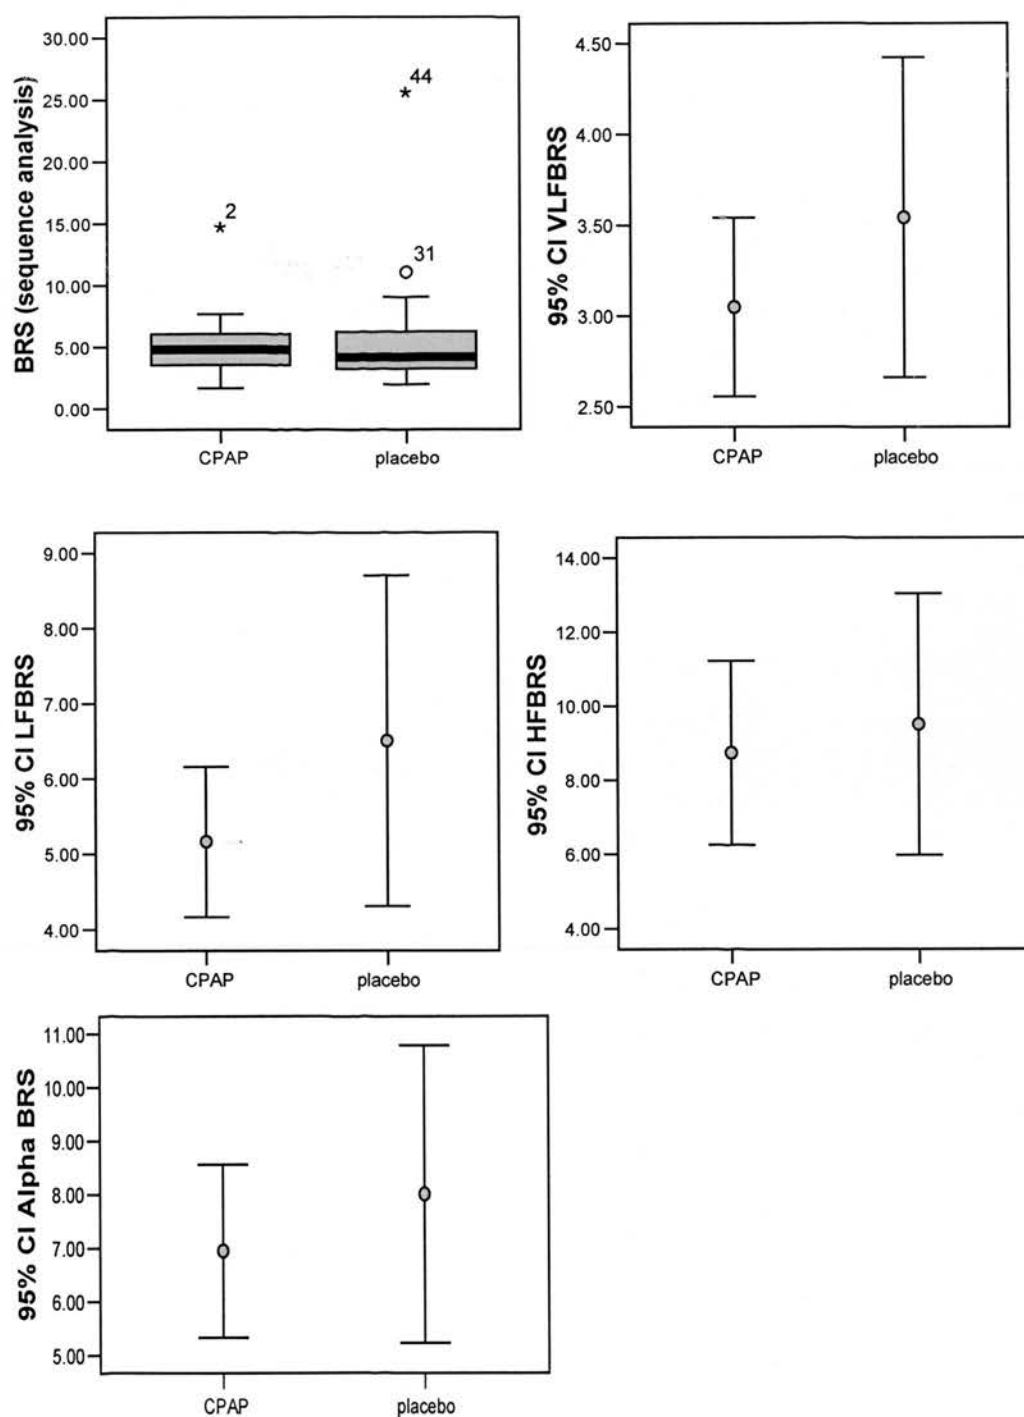 BRS (sequence analysis)
30.00
25.00
20.00
15.00
10.00
5.00
0.00
*2
*44
31
CPAP
placebo
95% CI VLFBRS
4.50
4.00
3.50
3.00
2.50
CPAP
placebo
95% CI LFBRS
9.00
8.00
7.00
6.00
5.00
4.00
CPAP
placebo
95% CI HFBRS
14.00
12.00
10.00
8.00
6.00
4.00
CPAP
placebo
95% CI Alpha BRS
11.00
10.00
9.00
8.00
7.00
6.00
5.00
CPAP
placebo